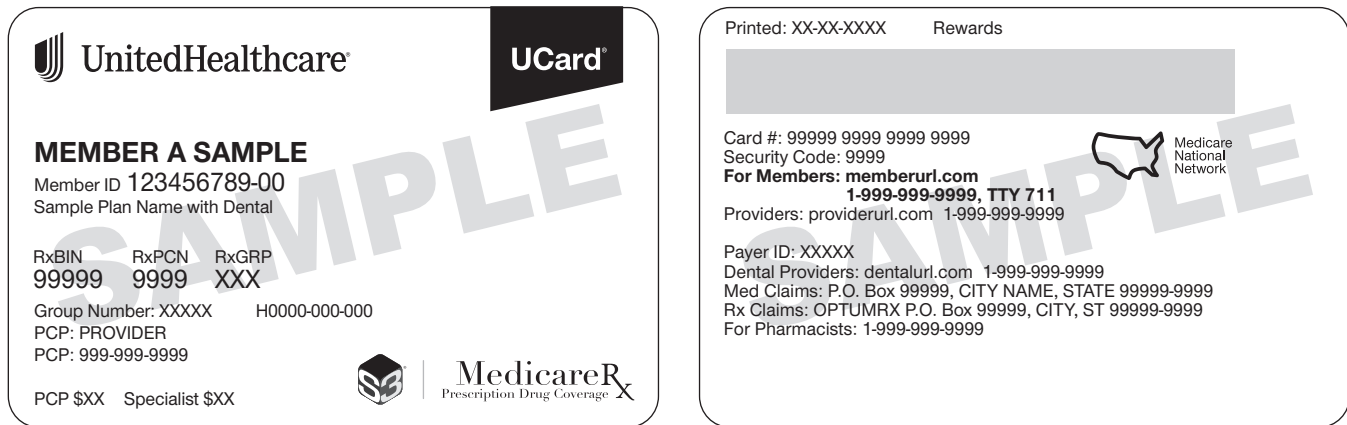 UnitedHealthcare®
UCard®
SAMPLE
MEMBER A SAMPLE
Member ID 123456789-00
Sample Plan Name with Dental
RxBIN RxPCN RxGRP
99999 9999 XXX
Group Number: XXXXX H0000-000-000
PCP: PROVIDER
PCP: 999-999-9999
PCP $XX Specialist $XX
S3
MedicareRx
Prescription Drug Coverage
Printed: XX-XX-XXXX Rewards
SAMPLE
Card #: 99999 9999 9999 9999
Security Code: 9999
For Members: memberurl.com
1-999-999-9999, TTY 711
Providers: providerurl.com 1-999-999-9999
Medicare
National
Network
Payer ID: XXXXX
Dental Providers: dentalurl.com 1-999-999-9999
Med Claims: P.O. Box 99999, CITY NAME, STATE 99999-9999
Rx Claims: OPTUMRX P.O. Box 99999, CITY, ST 99999-9999
For Pharmacists: 1-999-999-9999